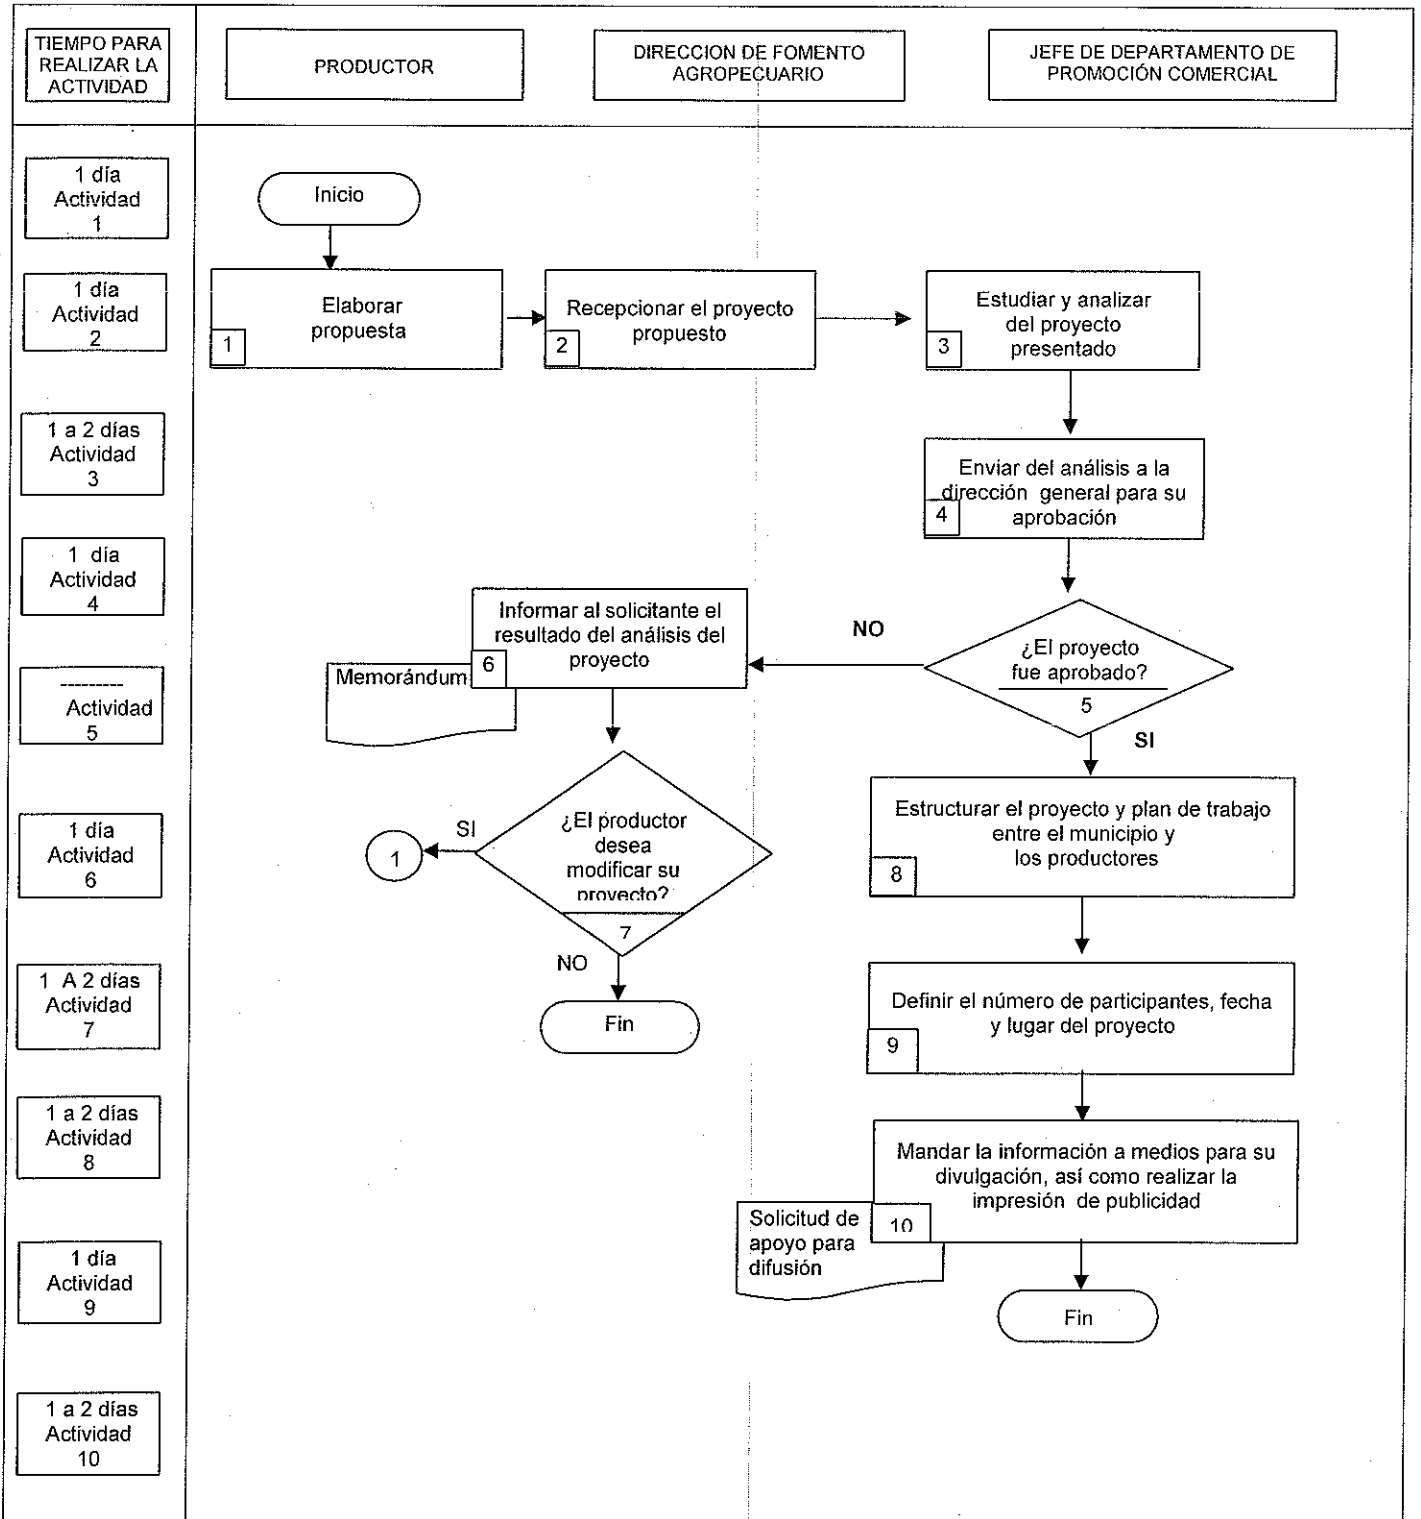 TIEMPO PARA
REALIZAR LA
ACTIVIDAD
PRODUCTOR
DIRECCION DE FOMENTO
AGROPECUARIO
JEFE DE DEPARTAMENTO DE
PROMOCIÓN COMERCIAL
1 día
Actividad
1
Inicio
1 día
Actividad
2
Elaborar
propuesta
1
Recepcionar el proyecto
propuesto
2
Estudiar y analizar
del proyecto
presentado
3
1 a 2 días
Actividad
3
Enviar del análisis a la
dirección general para su
aprobación
4
1 día
Actividad
4
Informar al solicitante el
resultado del análisis del
proyecto
6
Memorándum
NO
¿El proyecto
fue aprobado?
5
SI
---------
Actividad
5
1 día
Actividad
6
1
SI
¿El productor
desea
modificar su
proyecto?
7
NO
Fin
Estructurar el proyecto y plan de trabajo
entre el municipio y
los productores
8
1 A 2 días
Actividad
7
Definir el número de participantes, fecha
y lugar del proyecto
9
1 a 2 días
Actividad
8
Mandar la información a medios para su
divulgación, así como realizar la
impresión de publicidad
10
Solicitud de
apoyo para
difusión
1 día
Actividad
9
Fin
1 a 2 días
Actividad
10